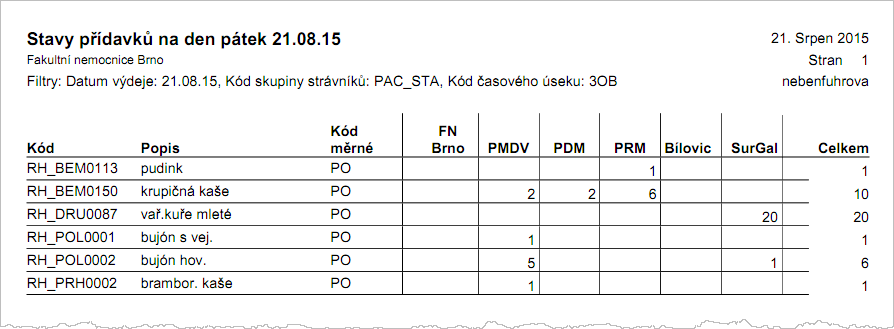 Stavy přídavků na den pátek 21.08.15 21. Srpen 2015
Fakultní nemocnice Brno Stran 1
Filtry: Datum výdeje: 21.08.15, Kód skupiny strávníků: PAC_STA, Kód časového úseku: 3OB nebenfuhrova
Kód FN
Kód Popis měrné Brno PMDV PDM PRM Bílovic SurGal Celkem
RH_BEM0113 pudink PO 1 1
RH_BEM0150 krupičná kaše PO 2 2 6 10
RH_DRU0087 vař.kuře mleté PO 20 20
RH_POL0001 bujón s vej. PO 1 1
RH_POL0002 bujón hov. PO 5 1 6
RH_PRH0002 brambor. kaše PO 1 1